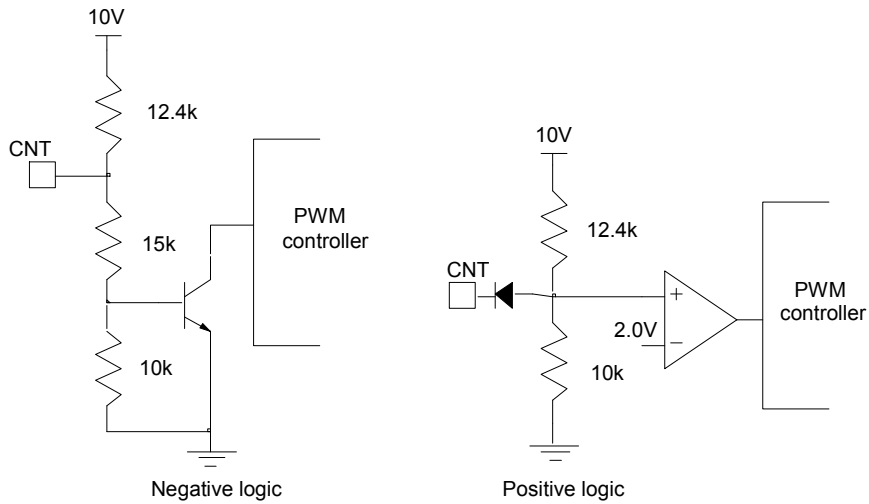 10V
12.4k
CNT
15k
10k
PWM
controller
Negative logic
10V
12.4k
CNT
2.0V
+
−
10k
PWM
controller
Positive logic